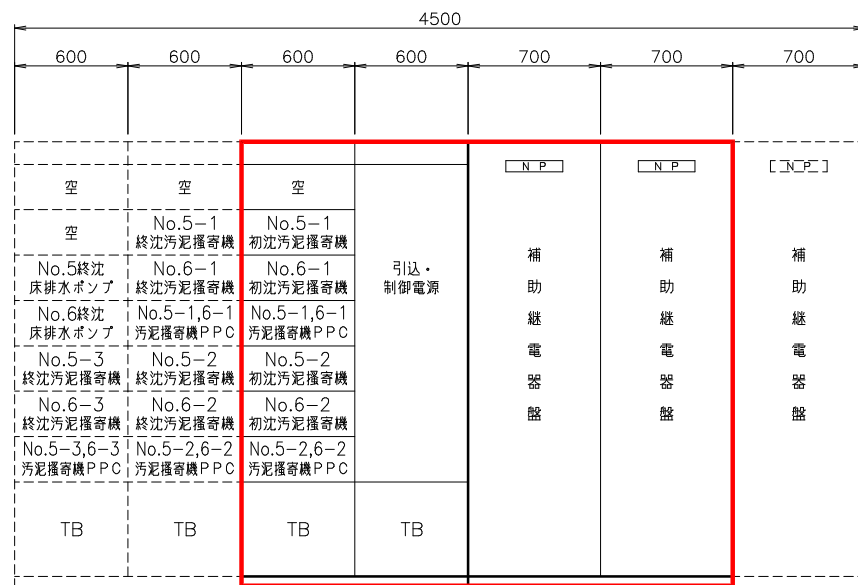 4500
600
600
600
600
700
700
700
N P
N P
N P
空
空
空
空
No.5-1
終沈汚泥掻寄機
No.5-1
初沈汚泥掻寄機
No.5終沈
床排水ポンプ
No.6-1
終沈汚泥掻寄機
No.6-1
初沈汚泥掻寄機
引込・
制御電源
No.6終沈
床排水ポンプ
No.5-1,6-1
汚泥掻寄機PPC
No.5-1,6-1
汚泥掻寄機PPC
No.5-3
終沈汚泥掻寄機
No.5-2
終沈汚泥掻寄機
No.5-2
初沈汚泥掻寄機
No.6-3
終沈汚泥掻寄機
No.6-2
終沈汚泥掻寄機
No.6-2
初沈汚泥掻寄機
No.5-3,6-3
汚泥掻寄機PPC
No.5-2,6-2
汚泥掻寄機PPC
No.5-2,6-2
汚泥掻寄機PPC
補助継電器盤
補助継電器盤
補助継電器盤
TB
TB
TB
TB